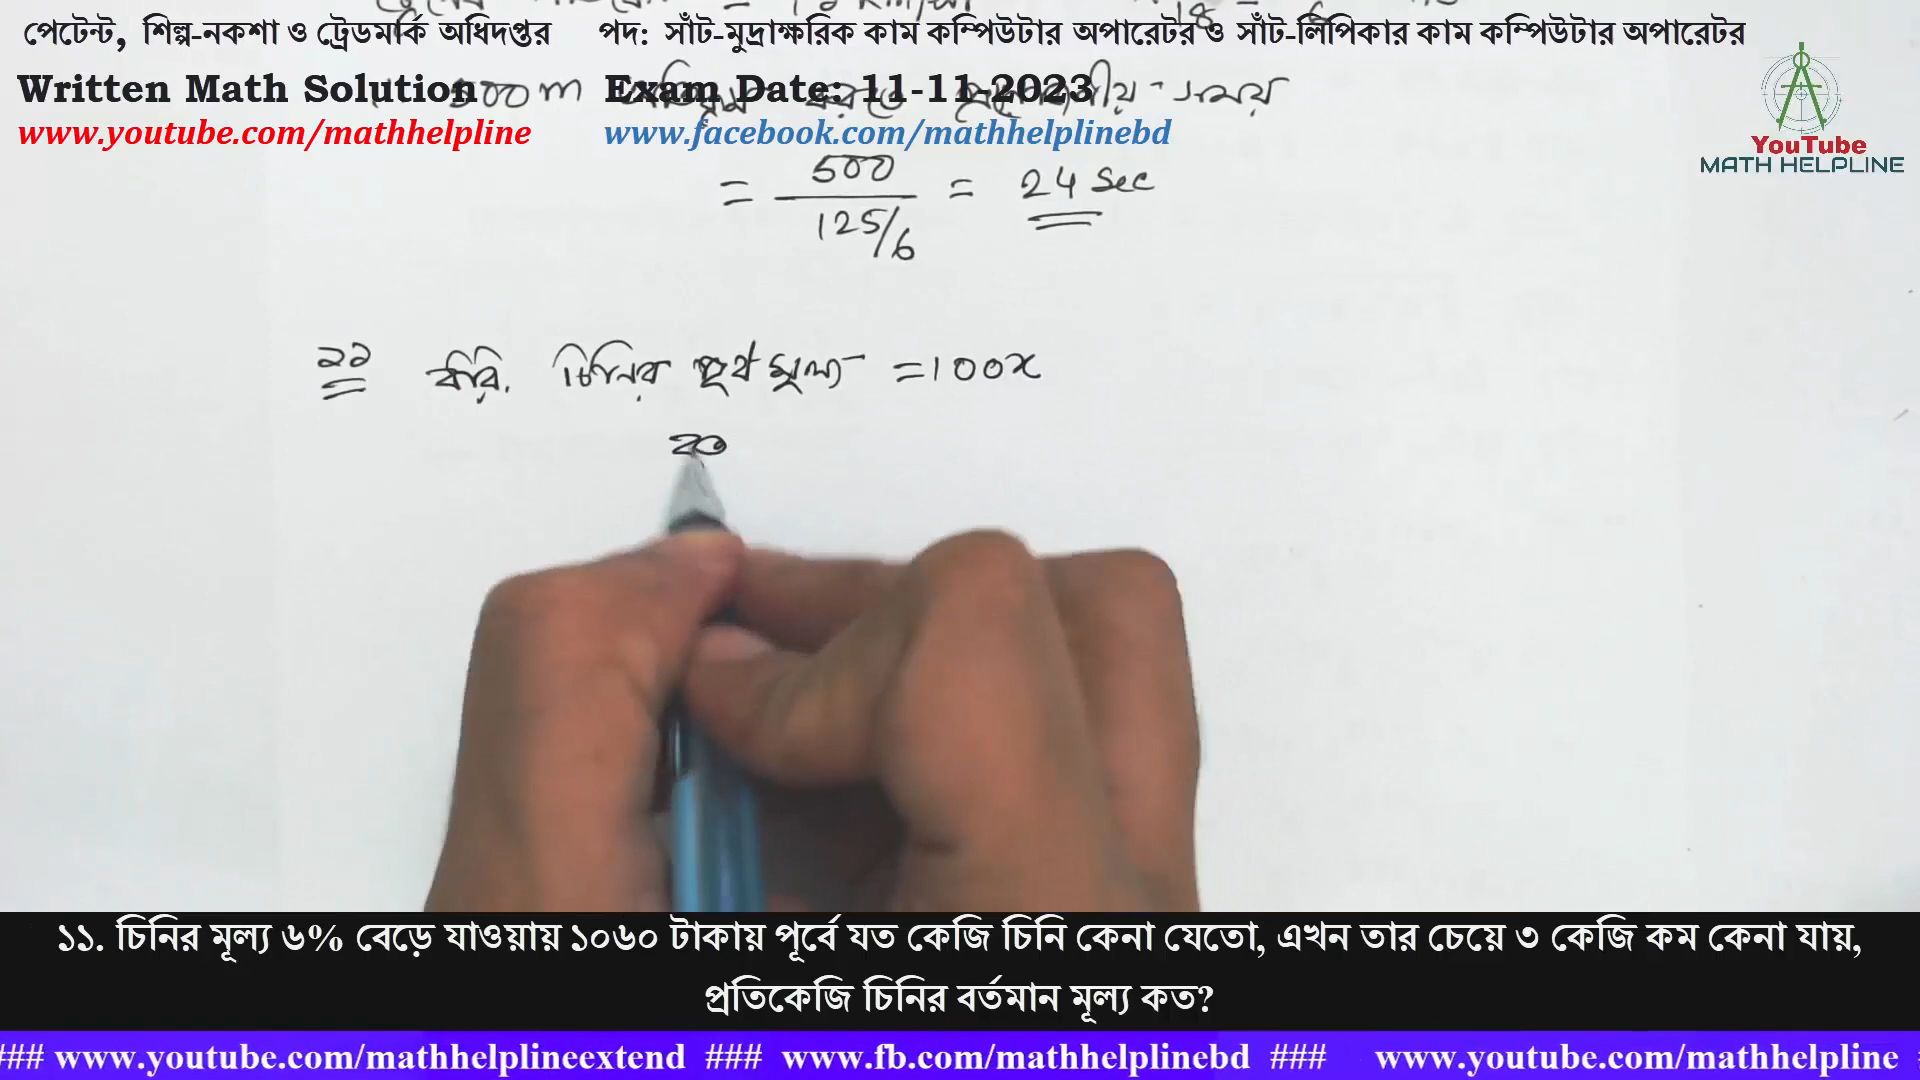 পেটেন্ট, শিল্প-নকশা ও ট্রেডমার্ক অধিদপ্তর পদ: সাঁট-মুদ্রাক্ষরিক কাম কম্পিউটার অপারেটর ও সাঁট-লিপিকার কাম কম্পিউটার অপারেটর
Written Math Solution Exam Date: 11-11-2023
500m সময়
www.youtube.com/mathhelpline www.facebook.com/mathhelplinebd
YouTube
MATH HELPLINE
= 500 / 125/6 = 24 sec
১১ ধরি, চিনির পূর্ব মূল্য = 100x
১১. চিনির মূল্য ৬% বেড়ে যাওয়ায় ১০৬০ টাকায় পূর্বে যত কেজি চিনি কেনা যেতো, এখন তার চেয়ে ৩ কেজি কম কেনা যায়,
প্রতিকেজি চিনির বর্তমান মূল্য কত?
### www.youtube.com/mathhelplineextend ### www.fb.com/mathhelplinebd ### www.youtube.com/mathhelpline